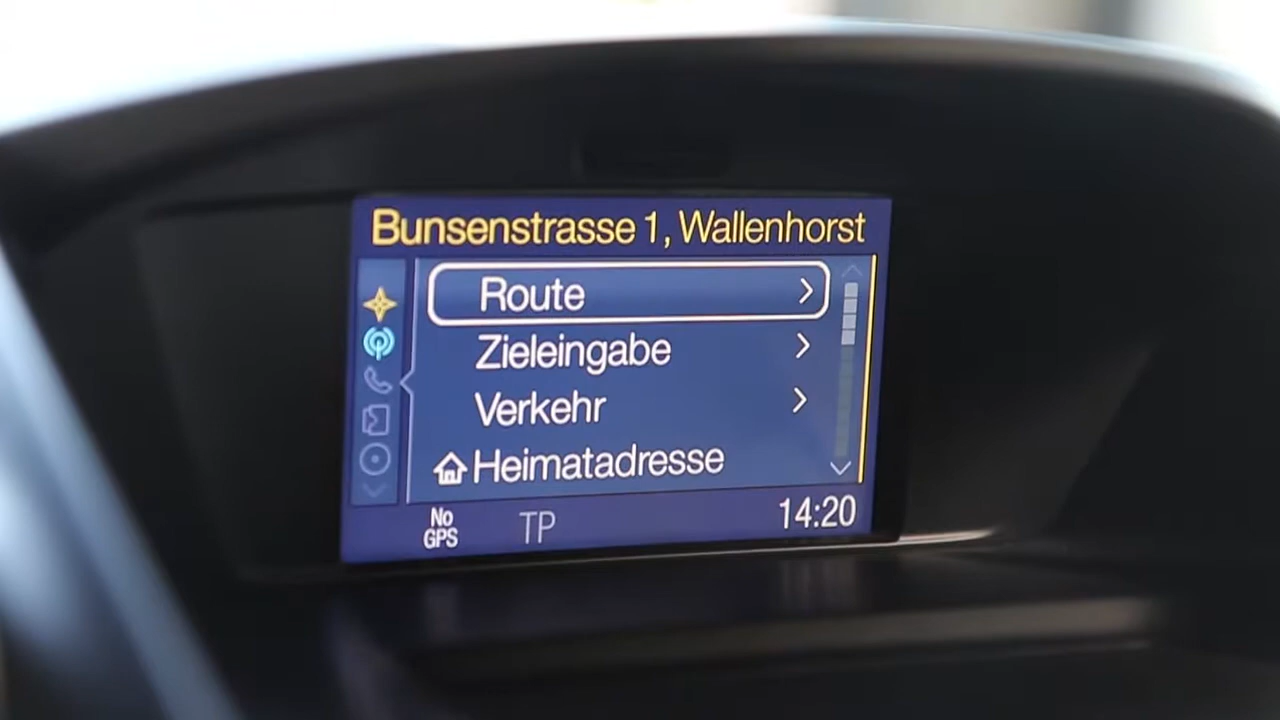 Bunsenstrasse 1, Wallenhorst
Route
Zieleingabe
Verkehr
Heimatadresse
No
GPS
TP
14:20